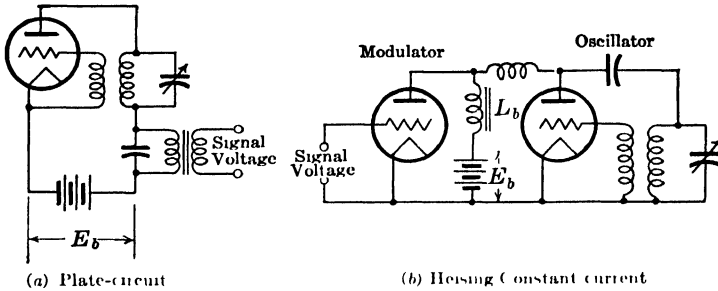 Signal
Voltage
E_b
(a) Plate-circuit
Modulator
Oscillator
Signal
Voltage
L_b
E_b
(b) Heising Constant current